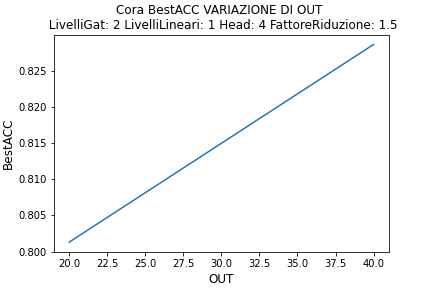 Cora BestACC VARIAZIONE DI OUT
LivelliGat: 2 LivelliLineari: 1 Head: 4 FattoreRiduzione: 1.5
0.825
0.820
0.815
0.810
0.805
0.800
BestACC
20.0 22.5 25.0 27.5 30.0 32.5 35.0 37.5 40.0
OUT